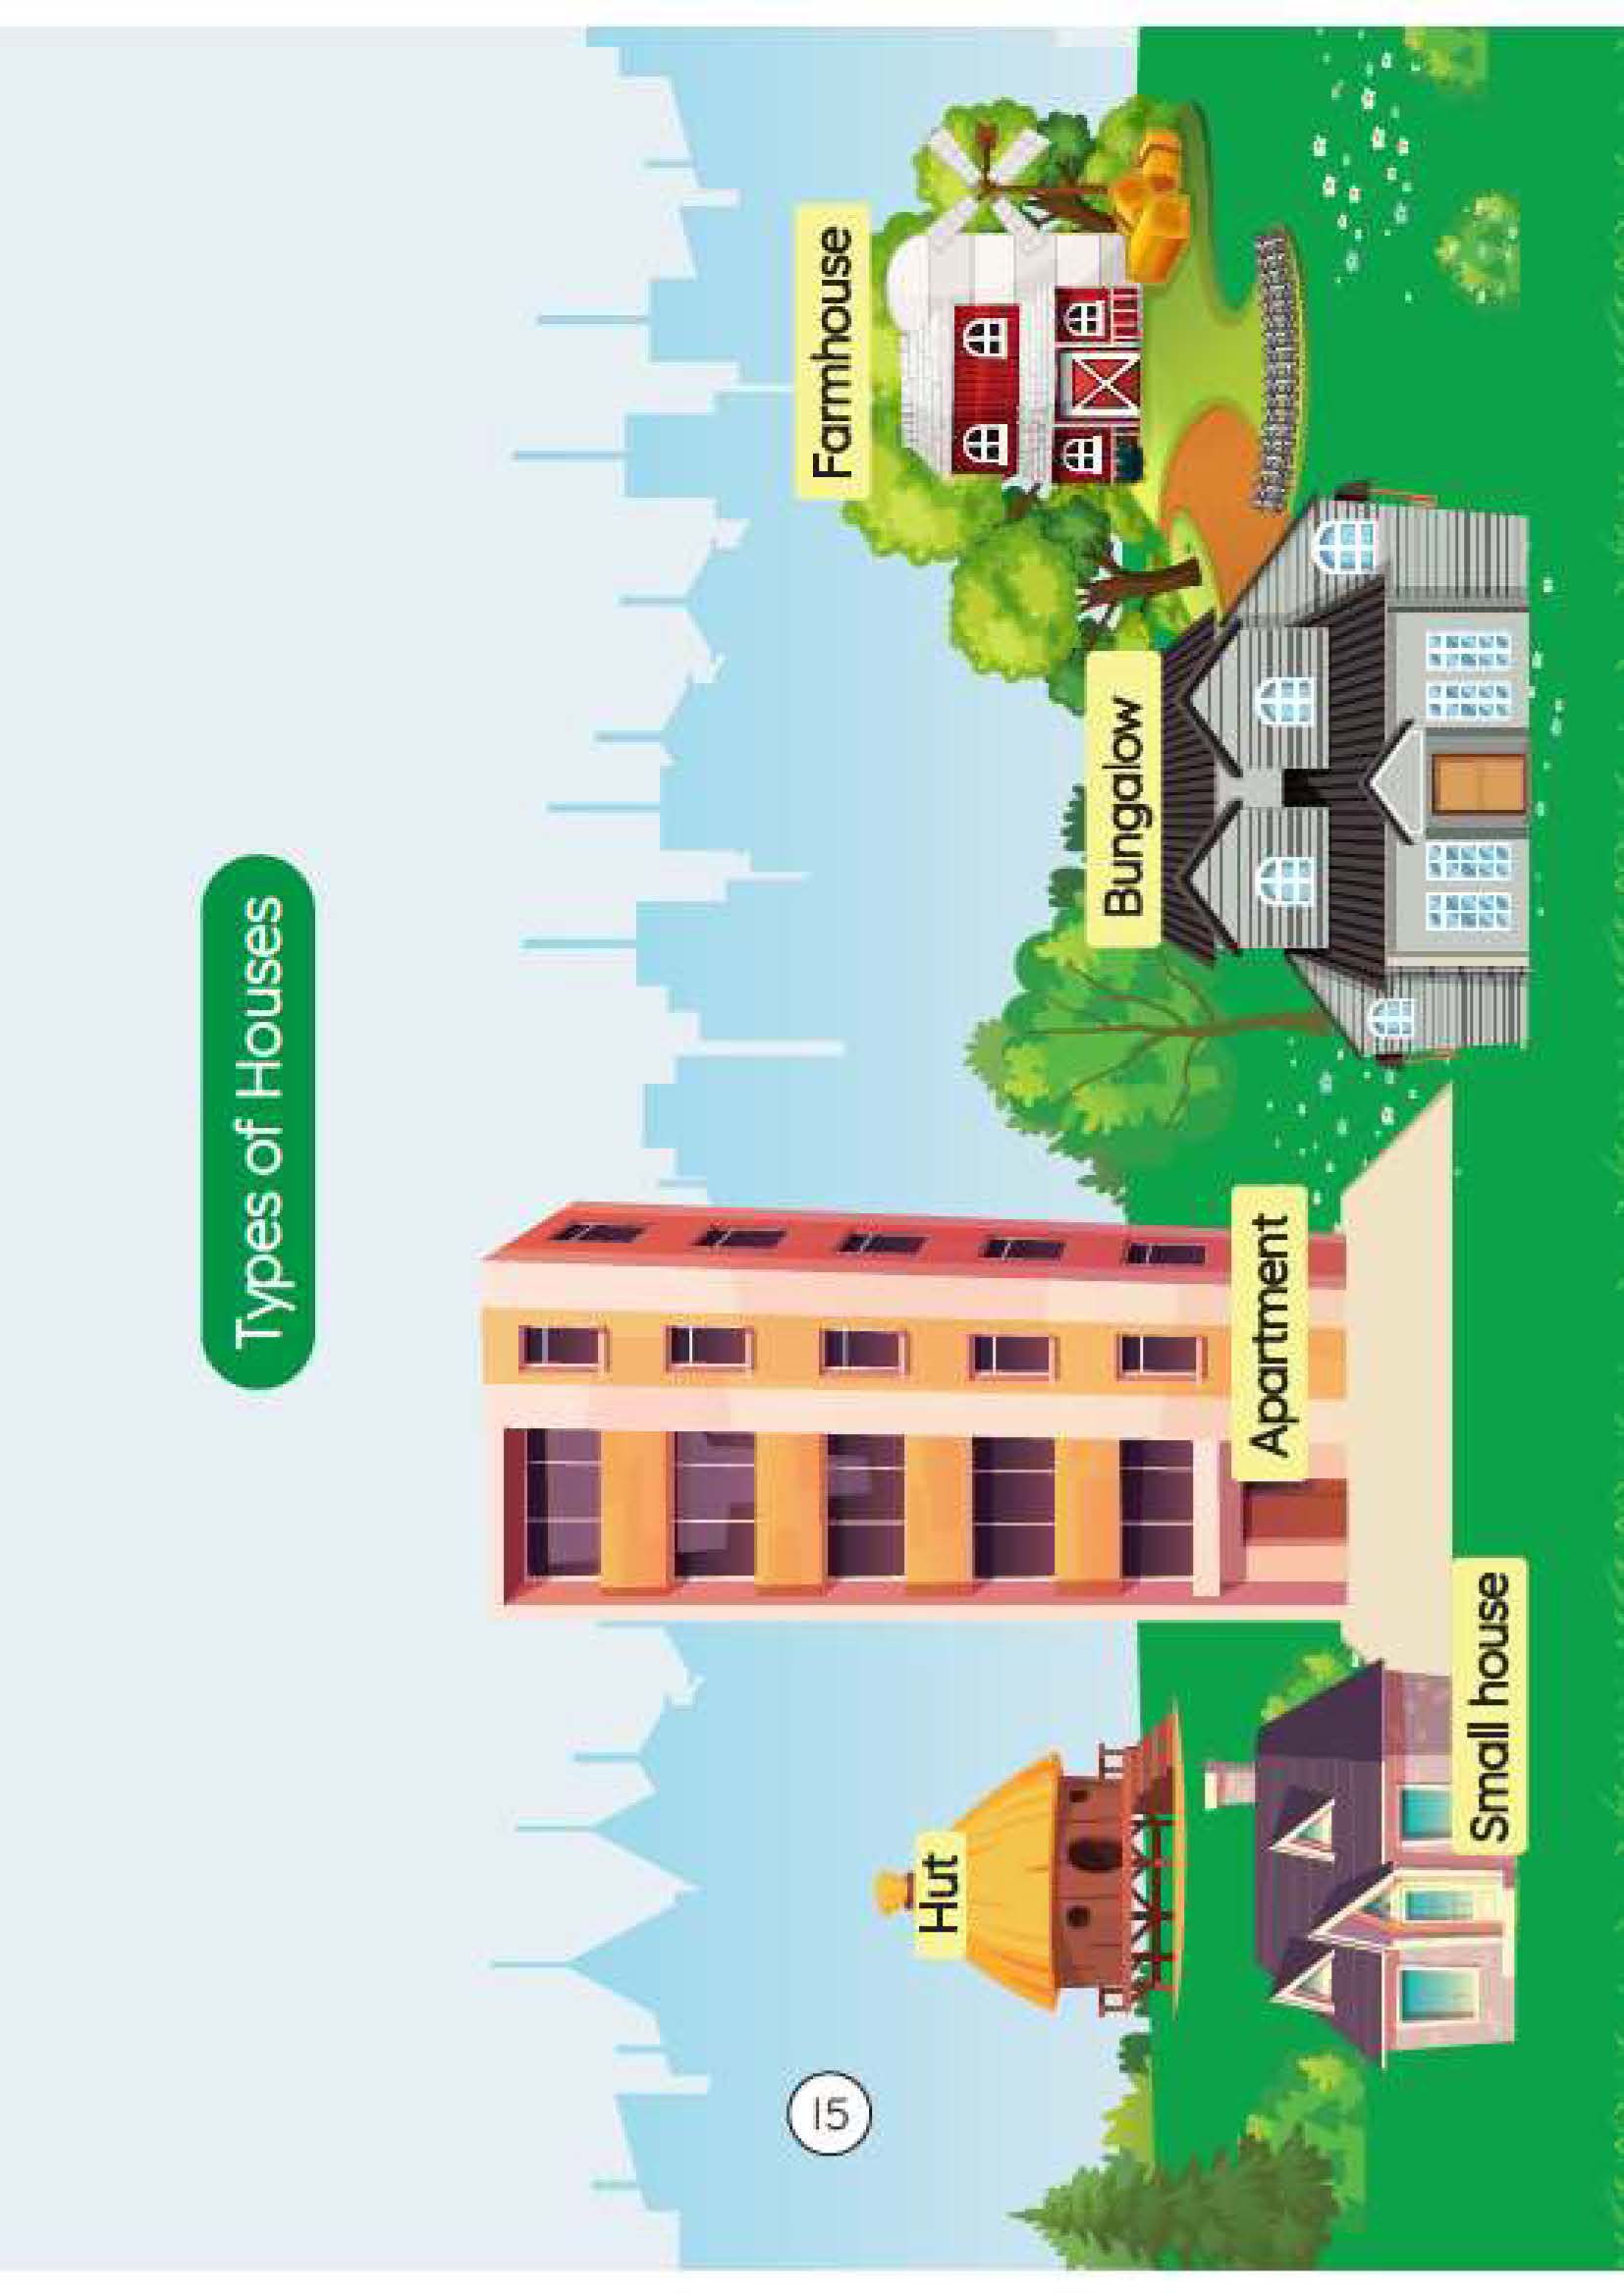 Types of Houses
Farmhouse
Bungalow
Apartment
Hut
Small house
15